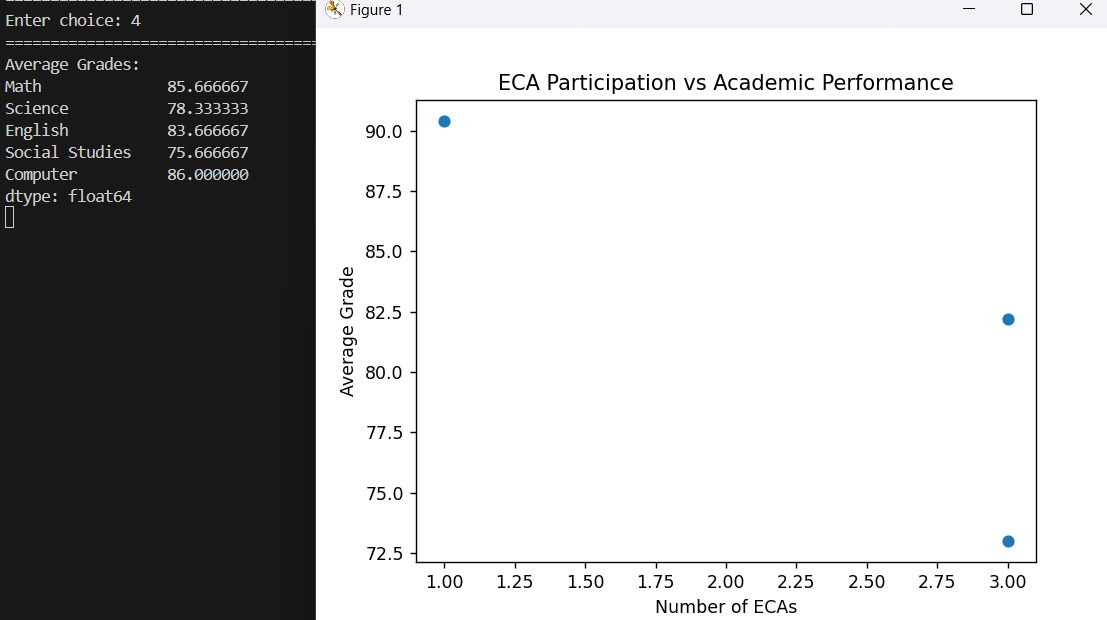 Enter choice: 4
===================================
Average Grades:
Math 85.666667
Science 78.333333
English 83.666667
Social Studies 75.666667
Computer 86.000000
dtype: float64
Figure 1
ECA Participation vs Academic Performance
90.0
87.5
85.0
82.5
80.0
77.5
75.0
72.5
Average Grade
1.00 1.25 1.50 1.75 2.00 2.25 2.50 2.75 3.00
Number of ECAs